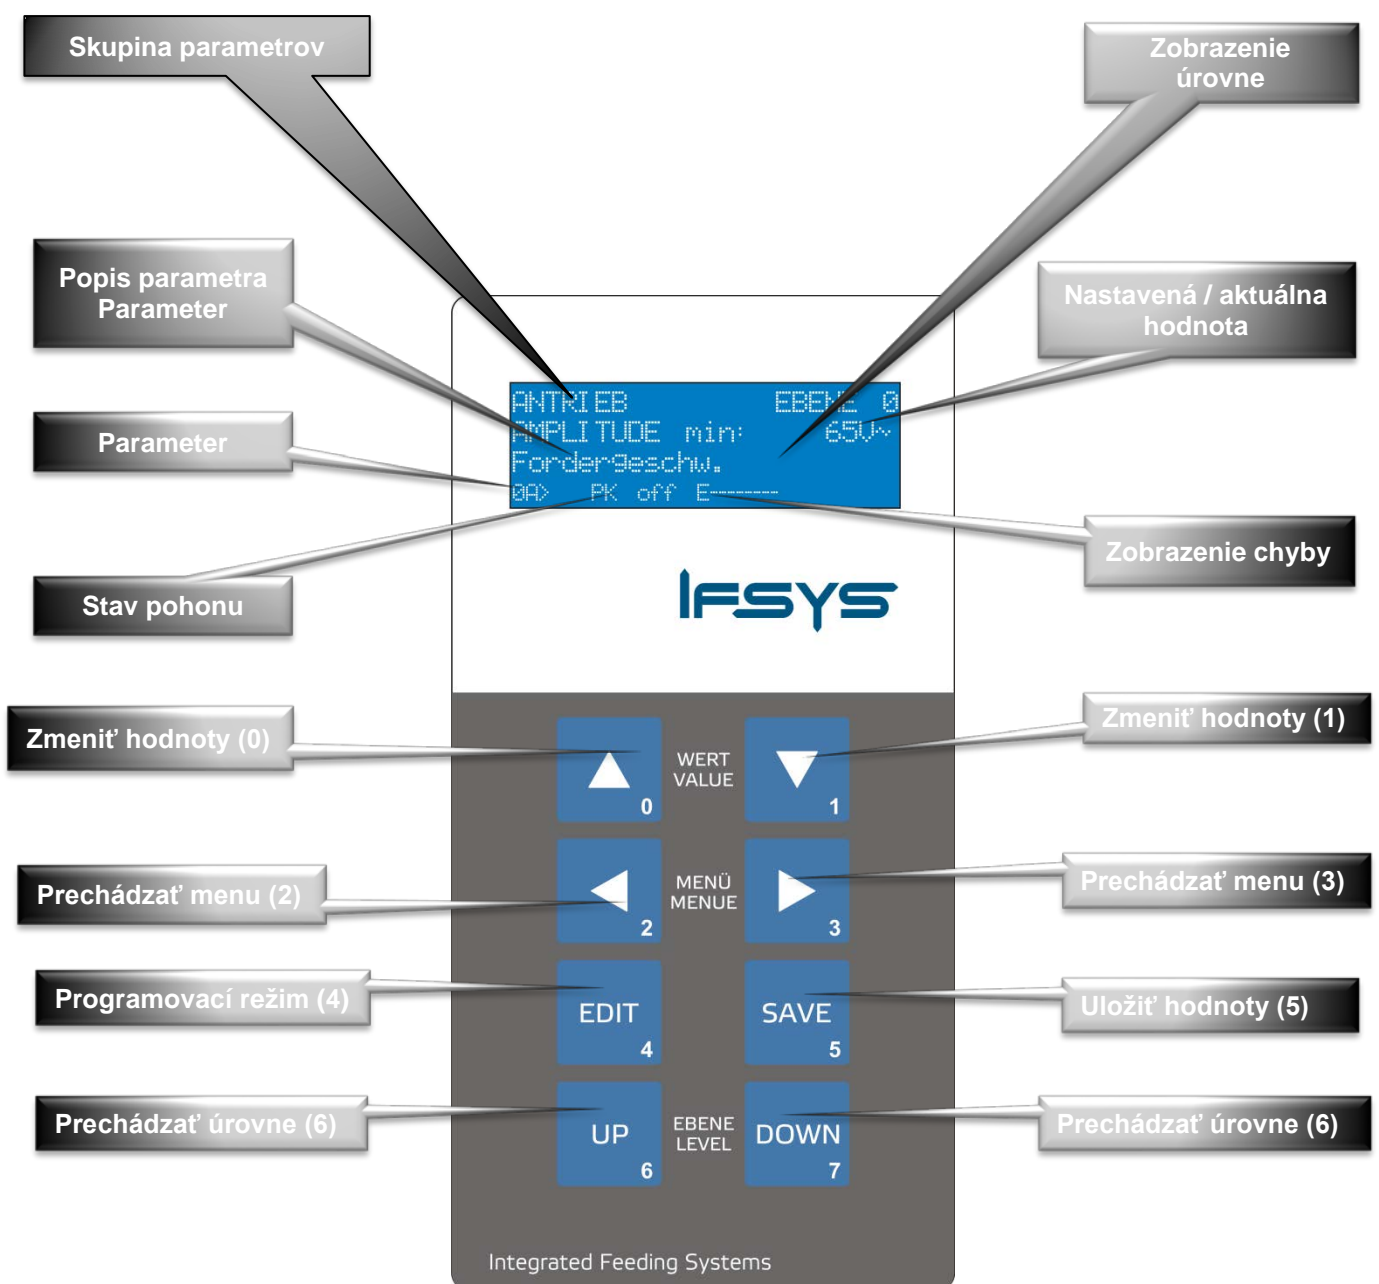 Skupina parametrov
Zobrazenie
úrovne
Popis parametra
Parameter
Nastavená / aktuálna
hodnota
ANTRIEB EBENE 0
AMPLITUDE min: 65V~
Fordergeschw.
0A> PK off E-------
Parameter
Zobrazenie chyby
Stav pohonu
IFSYS
Zmeniť hodnoty (0)
Zmeniť hodnoty (1)
WERT
VALUE
0
1
Prechádzať menu (2)
Prechádzať menu (3)
MENÜ
MENUE
2
3
Programovací režim (4)
Uložiť hodnoty (5)
EDIT
4
SAVE
5
Prechádzať úrovne (6)
Prechádzať úrovne (6)
UP
6
EBENE
LEVEL
DOWN
7
Integrated Feeding Systems